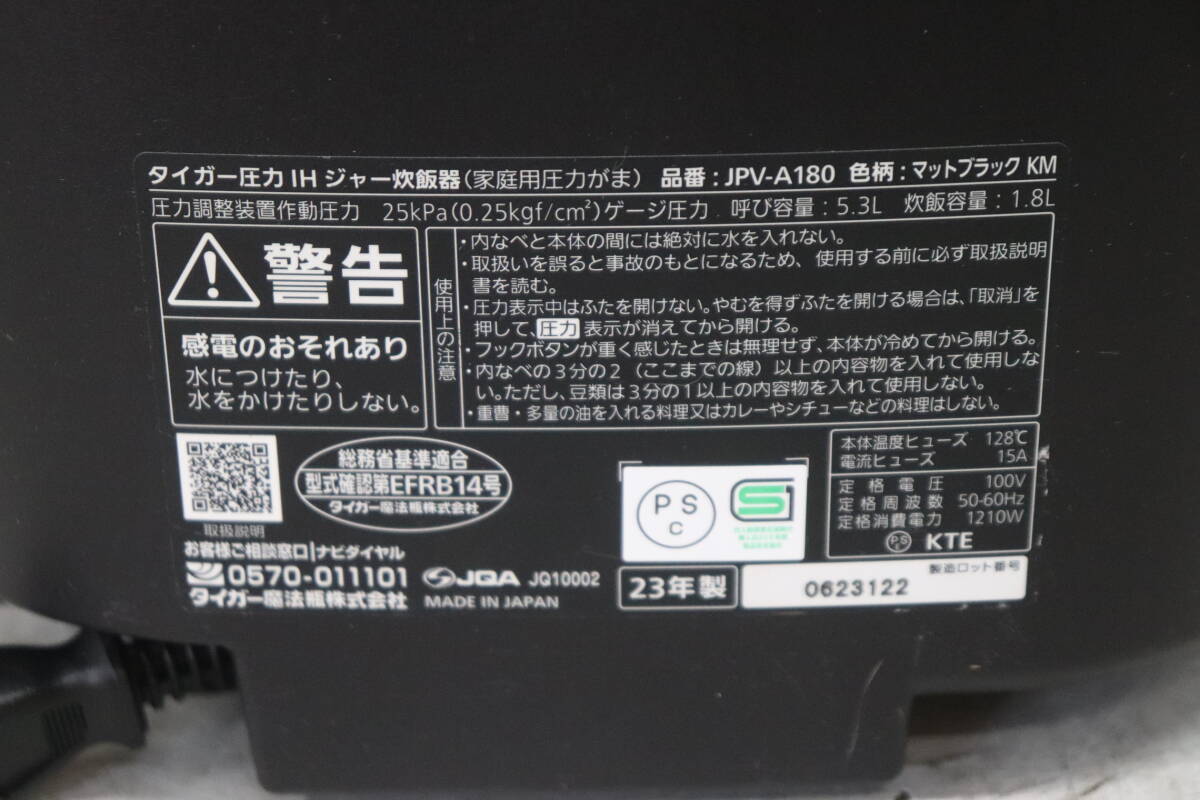 タイガー圧力IHジャー炊飯器(家庭用圧力がま) 品番：JPV-A180 色柄：マットブラック KM
圧力調整装置作動圧力 25kPa(0.25kgf/cm²)ゲージ圧力 呼び容量：5.3L 炊飯容量：1.8L
警告
感電のおそれあり
水につけたり、
水をかけたりしない。
使用上の注意
・内なべと本体の間には絶対に水を入れない。
・取扱いを誤ると事故のもとになるため、使用する前に必ず取扱説明
書を読む。
・圧力表示中はふたを開けない。やむを得ずふたを開ける場合は、「取消」を
押して、圧力 表示が消えてから開ける。
・フックボタンが重く感じたときは無理せず、本体が冷めてから開ける。
・内なべの3分の2（ここまでの線）以上の内容物を入れて使用しな
い。ただし、豆類は3分の1以上の内容物を入れて使用しない。
・重曹・多量の油を入れる料理又はカレーやシチューなどの料理はしない。
取扱説明
総務省基準適合
型式確認第EFRB14号
タイガー魔法瓶株式会社
お客様ご相談窓口｜ナビダイヤル
0570-011101
タイガー魔法瓶株式会社
JQA JQ10002
MADE IN JAPAN
PS
C
S
23年製
本体温度ヒューズ 128℃
電流ヒューズ 15A
定格電圧 100V
定格周波数 50-60Hz
定格消費電力 1210W
PS
E KTE
製造ロット番号
0623122